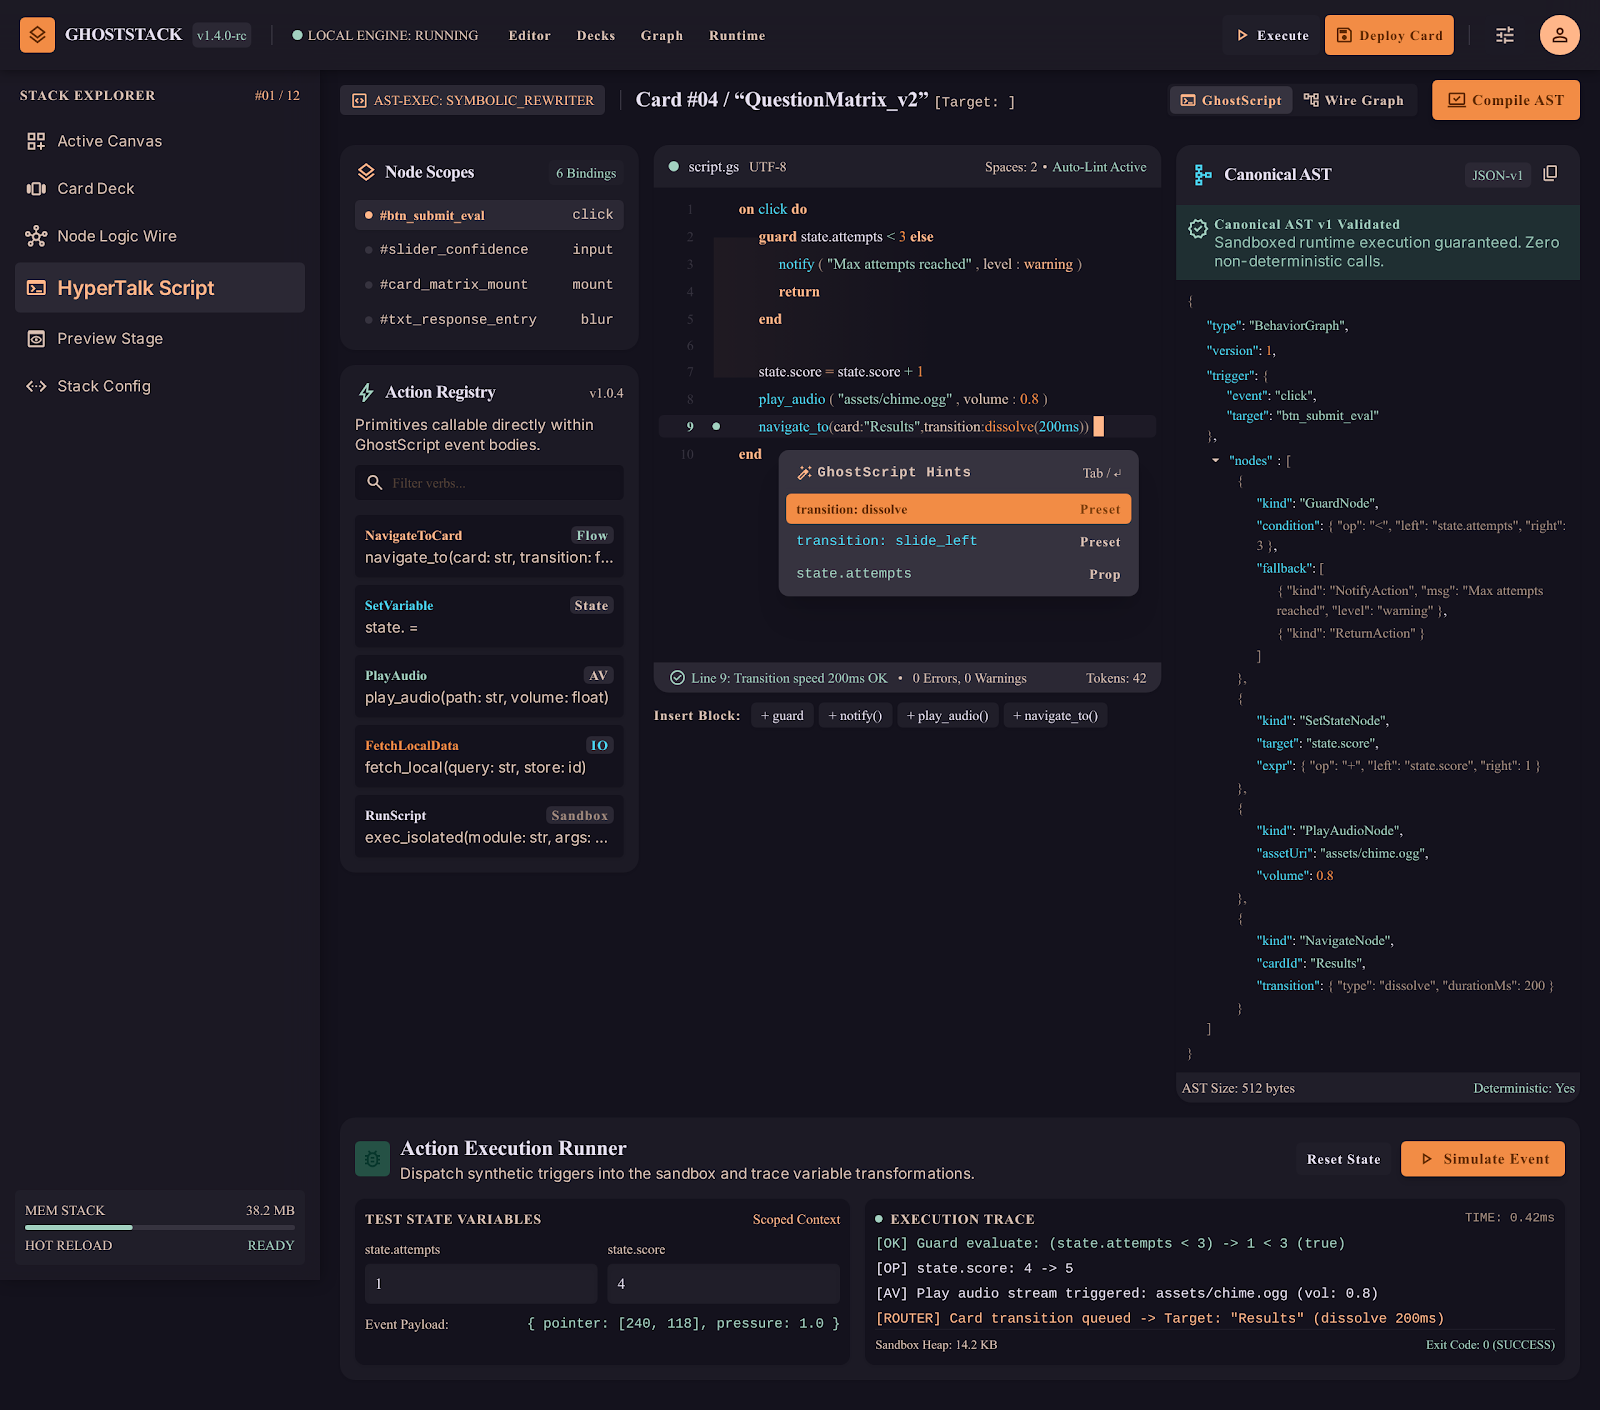 GHOSTSTACK v1.4.0-rc LOCAL ENGINE: RUNNING Editor Decks Graph Runtime Execute Deploy Card
STACK EXPLORER #01 / 12
Active Canvas
Card Deck
Node Logic Wire
HyperTalk Script
Preview Stage
Stack Config
MEM STACK 38.2 MB
HOT RELOAD READY
AST-EXEC: SYMBOLIC_REWRITER Card #04 / “QuestionMatrix_v2” [Target: ] GhostScript Wire Graph Compile AST
Node Scopes 6 Bindings
#btn_submit_eval click
#slider_confidence input
#card_matrix_mount mount
#txt_response_entry blur
Action Registry v1.0.4
Primitives callable directly within
GhostScript event bodies.
Filter verbs...
NavigateToCard Flow
navigate_to(card: str, transition: f...
SetVariable State
state. =
PlayAudio AV
play_audio(path: str, volume: float)
FetchLocalData IO
fetch_local(query: str, store: id)
RunScript Sandbox
exec_isolated(module: str, args: ...
script.gs UTF-8 Spaces: 2 • Auto-Lint Active
1 on click do
2 guard state.attempts < 3 else
3 notify ( "Max attempts reached" , level : warning )
4 return
5 end
6
7 state.score = state.score + 1
8 play_audio ( "assets/chime.ogg" , volume : 0.8 )
9 navigate_to(card:"Results",transition:dissolve(200ms))
10 end
GhostScript Hints Tab / ↵
transition: dissolve Preset
transition: slide_left Preset
state.attempts Prop
Line 9: Transition speed 200ms OK • 0 Errors, 0 Warnings Tokens: 42
Insert Block: + guard + notify() + play_audio() + navigate_to()
Canonical AST JSON-v1
Canonical AST v1 Validated
Sandboxed runtime execution guaranteed. Zero
non-deterministic calls.
{
"type": "BehaviorGraph",
"version": 1,
"trigger": {
"event": "click",
"target": "btn_submit_eval"
},
"nodes" : [
{
"kind": "GuardNode",
"condition": { "op": "<", "left": "state.attempts", "right":
3 },
"fallback": [
{ "kind": "NotifyAction", "msg": "Max attempts
reached", "level": "warning" },
{ "kind": "ReturnAction" }
]
},
{
"kind": "SetStateNode",
"target": "state.score",
"expr": { "op": "+", "left": "state.score", "right": 1 }
},
{
"kind": "PlayAudioNode",
"assetUri": "assets/chime.ogg",
"volume": 0.8
},
{
"kind": "NavigateNode",
"cardId": "Results",
"transition": { "type": "dissolve", "durationMs": 200 }
}
]
}
AST Size: 512 bytes Deterministic: Yes
Action Execution Runner
Dispatch synthetic triggers into the sandbox and trace variable transformations.
Reset State Simulate Event
TEST STATE VARIABLES Scoped Context
state.attempts state.score
1 4
Event Payload: { pointer: [240, 118], pressure: 1.0 }
EXECUTION TRACE TIME: 0.42ms
[OK] Guard evaluate: (state.attempts < 3) -> 1 < 3 (true)
[OP] state.score: 4 -> 5
[AV] Play audio stream triggered: assets/chime.ogg (vol: 0.8)
[ROUTER] Card transition queued -> Target: "Results" (dissolve 200ms)
Sandbox Heap: 14.2 KB Exit Code: 0 (SUCCESS)